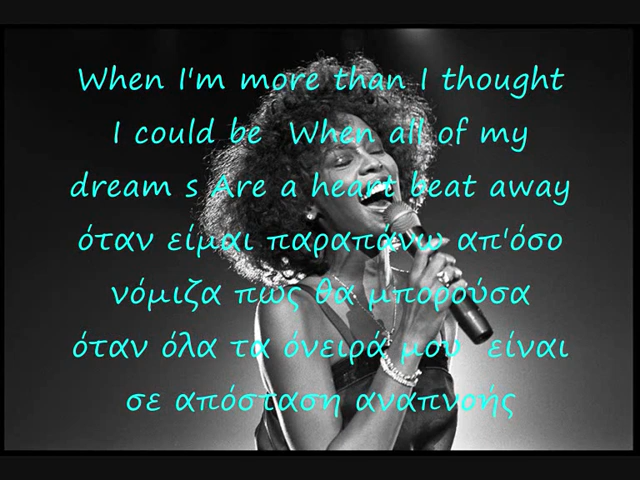 When I'm more than I thought
I could be When all of my
dream s Are a heart beat away
όταν είμαι παραπάνω απ'όσο
νόμιζα πως θα μπορούσα
όταν όλα τα όνειρά μου είναι
σε απόσταση αναπνοής